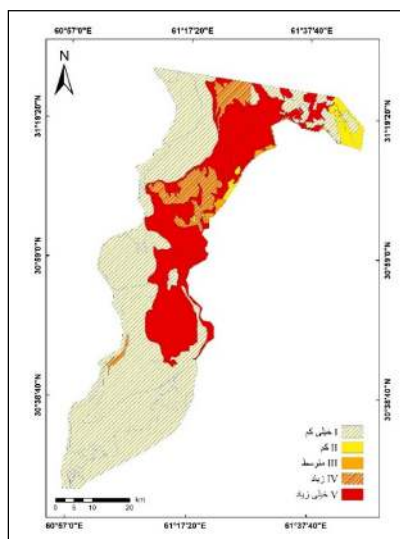 60°57'0"E 61°17'20"E 61°37'40"E
N
31°19'20"N 31°19'20"N
30°59'0"N 30°59'0"N
30°38'40"N 30°38'40"N
I خیلی کم
II کم
III متوسط
IV زیاد
V خیلی زیاد
0 5 10 20
km
60°57'0"E 61°17'20"E 61°37'40"E